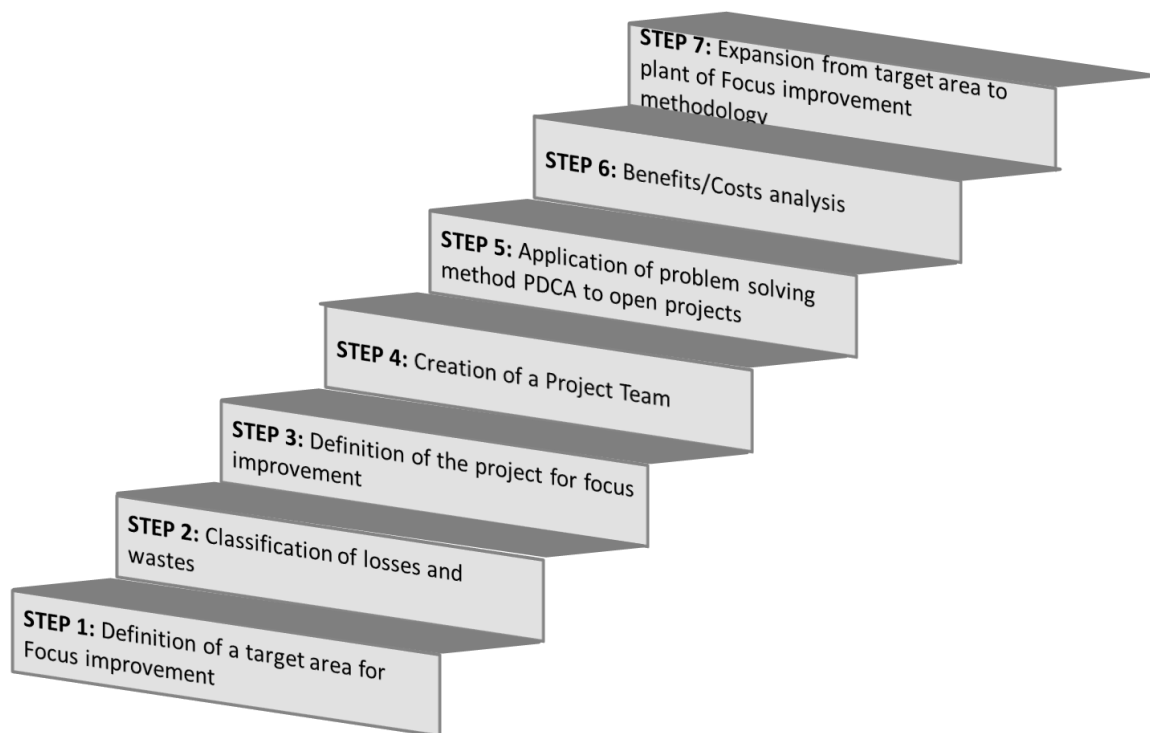 STEP 7: Expansion from target area to
plant of Focus improvement
methodology
STEP 6: Benefits/Costs analysis
STEP 5: Application of problem solving
method PDCA to open projects
STEP 4: Creation of a Project Team
STEP 3: Definition of the project for focus
improvement
STEP 2: Classification of losses and
wastes
STEP 1: Definition of a target area for
Focus improvement